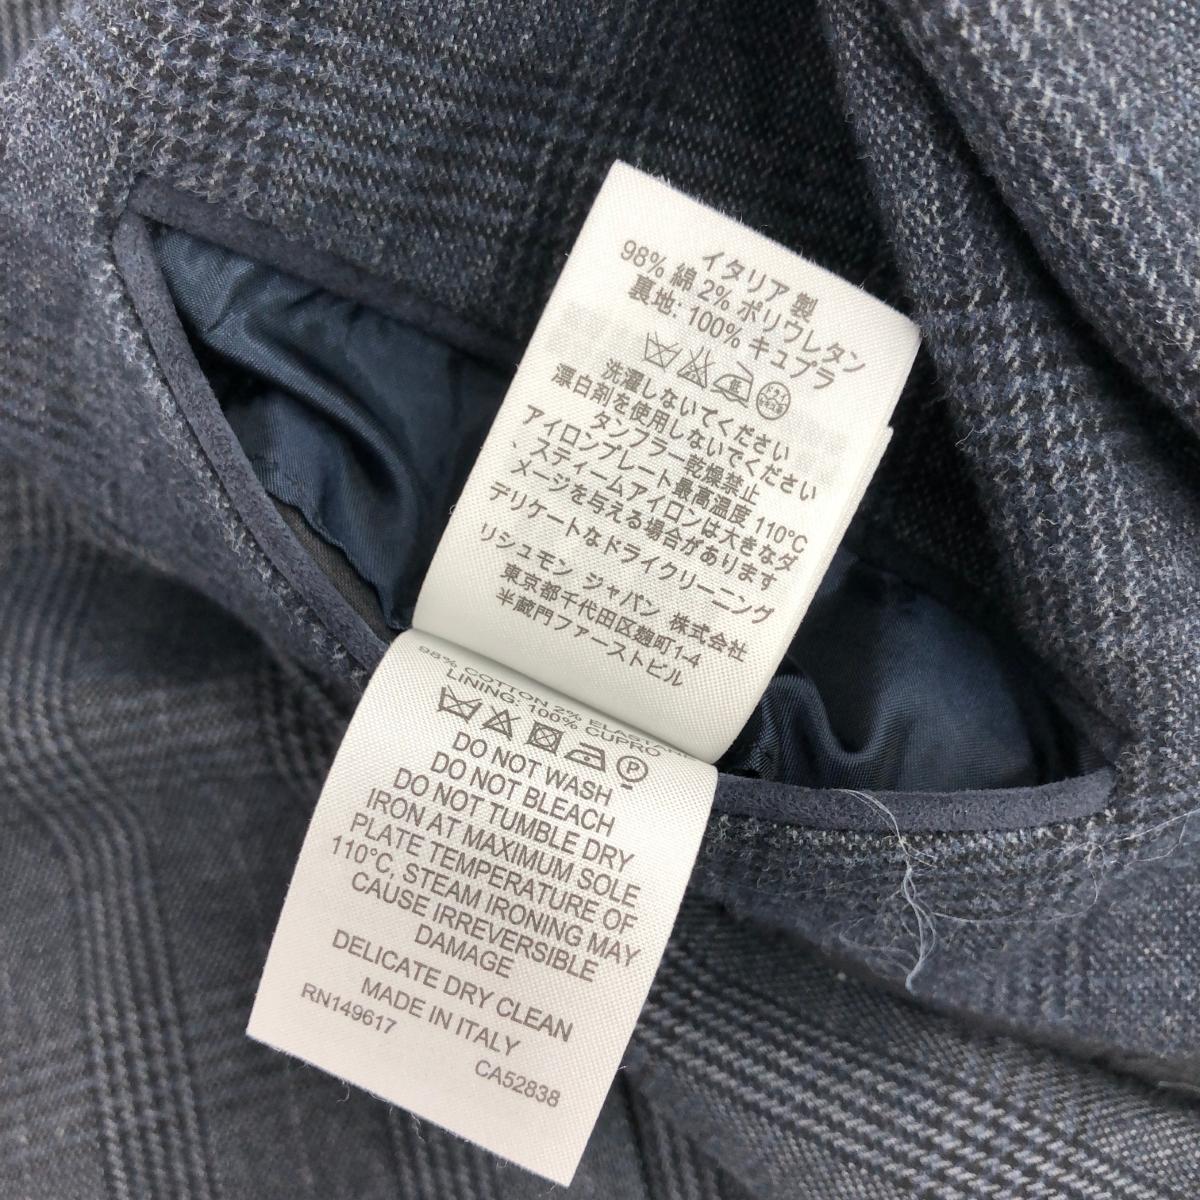 イタリア 製
98% 綿 2% ポリウレタン
裏地: 100% キュプラ
洗濯しないでください
漂白剤を使用しないでください
タンブラー乾燥禁止
アイロンプレート最高温度 110°C
、スティームアイロンは大きなダ
メージを与える場合があります
デリケートなドライクリーニング
リシュモン ジャパン 株式会社
東京都千代田区麹町1-4
半蔵門ファーストビル
98% COTTON 2% ELASTAN
LINING: 100% CUPRO
P
DO NOT WASH
DO NOT BLEACH
DO NOT TUMBLE DRY
IRON AT MAXIMUM SOLE
PLATE TEMPERATURE OF
110°C, STEAM IRONING MAY
CAUSE IRREVERSIBLE
DAMAGE
DELICATE DRY CLEAN
MADE IN ITALY
RN149617
CA52838